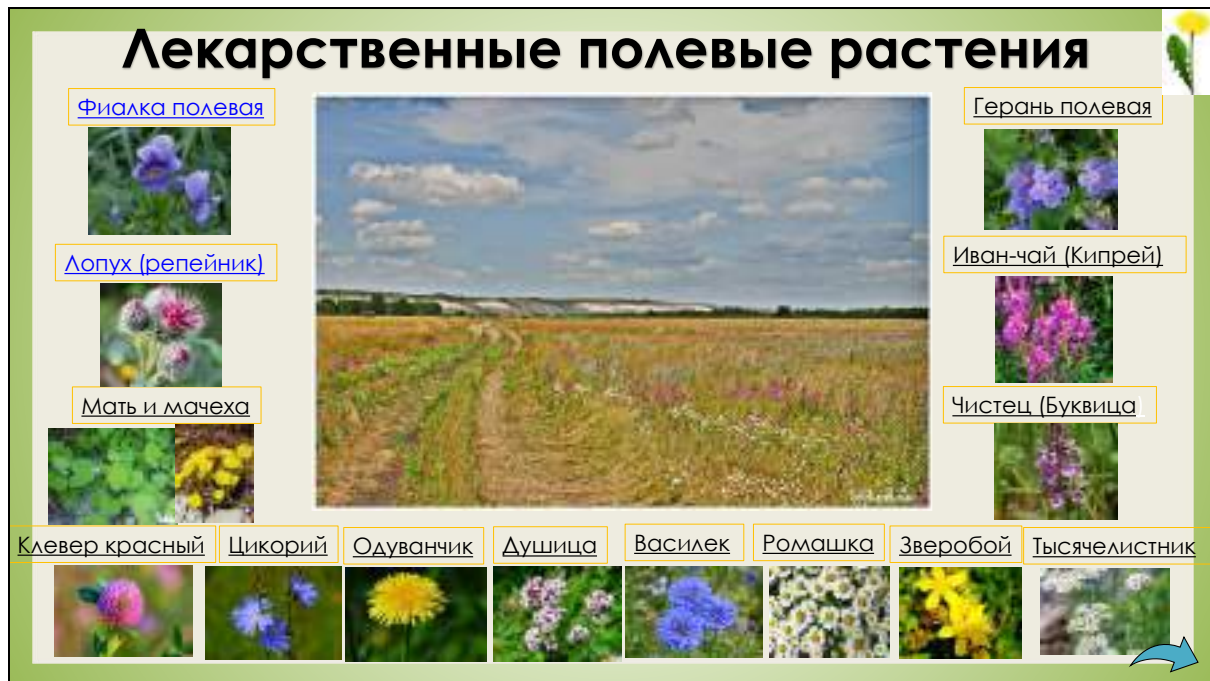 Лекарственные полевые растения
Фиалка полевая
Герань полевая
Лопух (репейник)
Иван-чай (Кипрей)
Мать и мачеха
Чистец (Буквица)
Клевер красный
Цикорий
Одуванчик
Душица
Василек
Ромашка
Зверобой
Тысячелистник